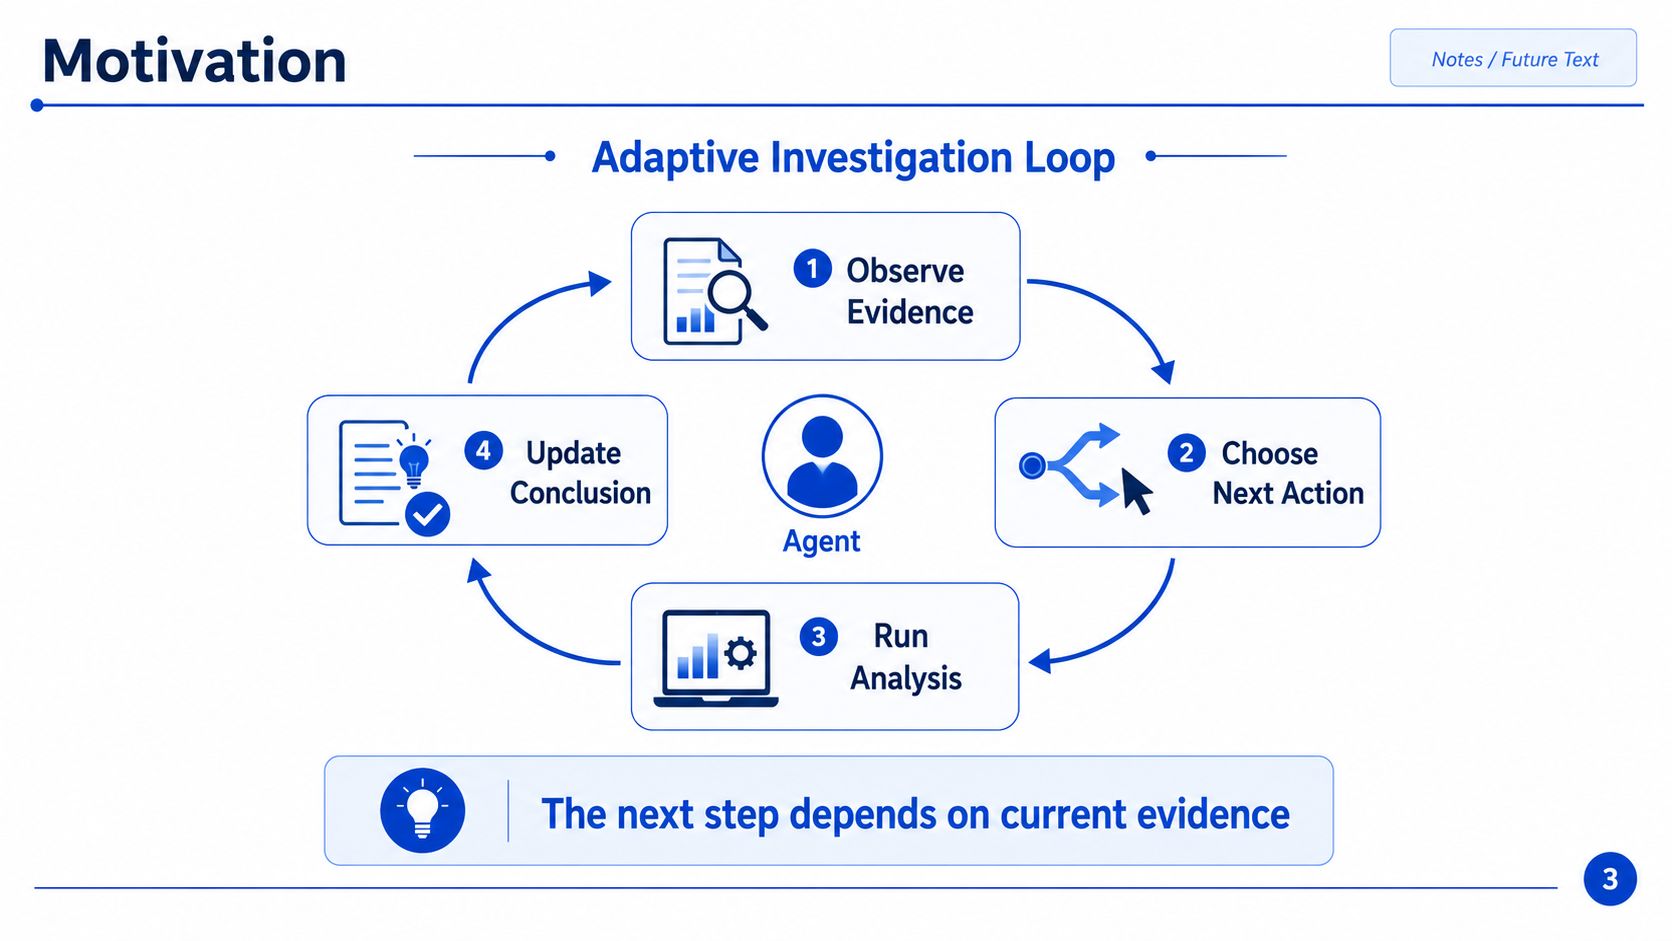 Motivation
Notes / Future Text
Adaptive Investigation Loop
1 Observe
Evidence
2 Choose
Next Action
3 Run
Analysis
4 Update
Conclusion
Agent
The next step depends on current evidence
3